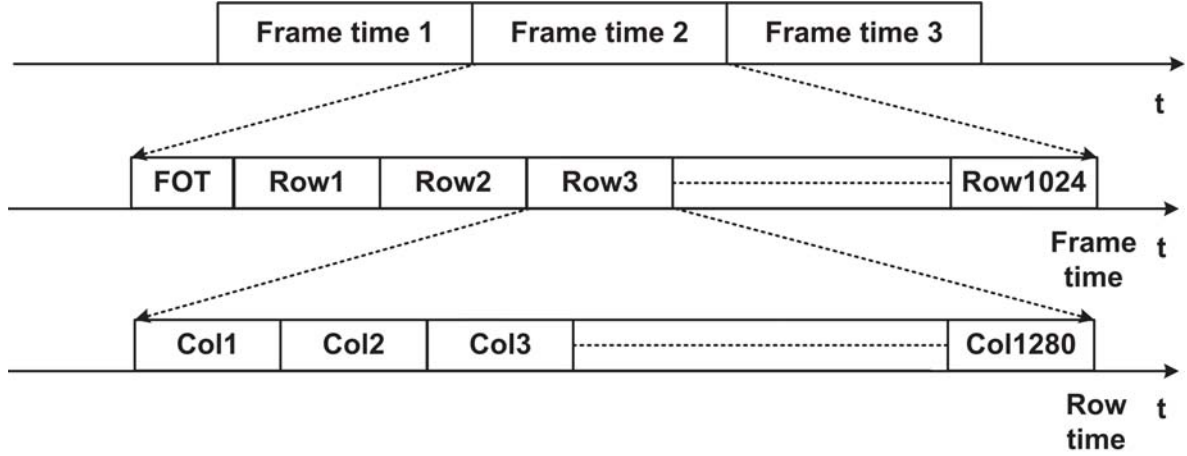 Frame time 1 Frame time 2 Frame time 3
t
FOT Row1 Row2 Row3 Row1024
Frame t
time
Col1 Col2 Col3 Col1280
Row t
time